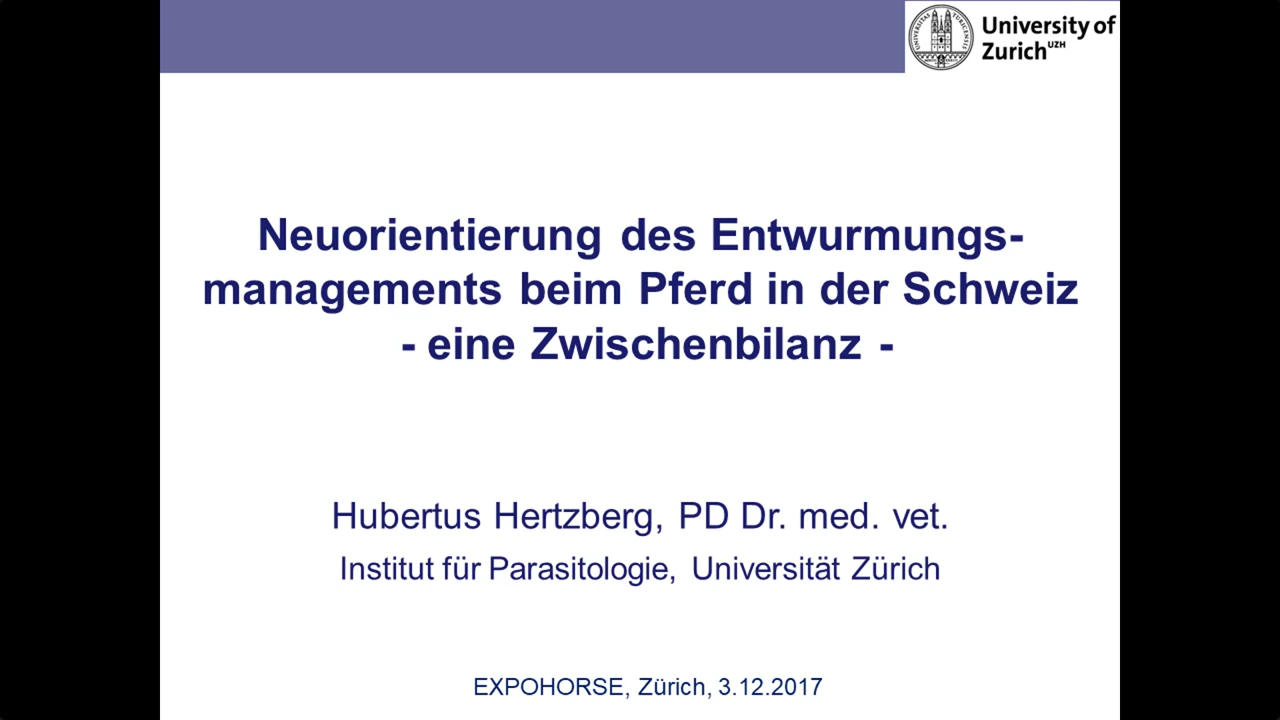 University of
Zurich UZH
Neuorientierung des Entwurmungs-
managements beim Pferd in der Schweiz
- eine Zwischenbilanz -
Hubertus Hertzberg, PD Dr. med. vet.
Institut für Parasitologie, Universität Zürich
EXPOHORSE, Zürich, 3.12.2017